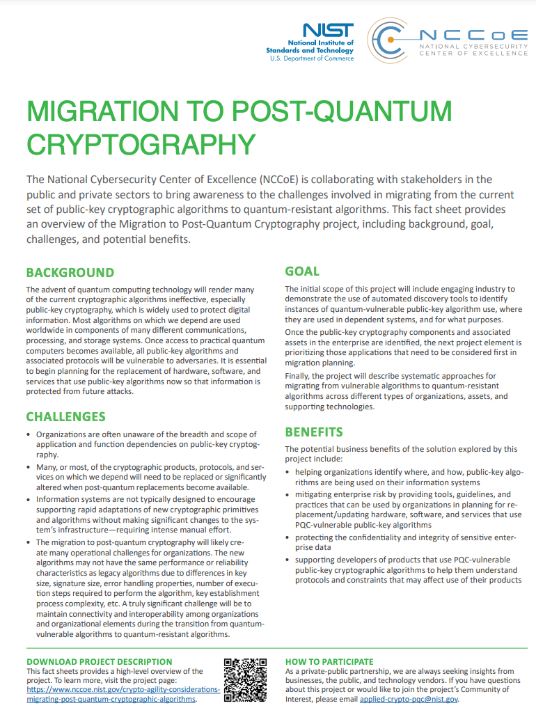 NIST
National Institute of
Standards and Technology
U.S. Department of Commerce
NCCoE
NATIONAL CYBERSECURITY
CENTER OF EXCELLENCE
MIGRATION TO POST-QUANTUM
CRYPTOGRAPHY
The National Cybersecurity Center of Excellence (NCCoE) is collaborating with stakeholders in the
public and private sectors to bring awareness to the challenges involved in migrating from the current
set of public-key cryptographic algorithms to quantum-resistant algorithms. This fact sheet provides
an overview of the Migration to Post-Quantum Cryptography project, including background, goal,
challenges, and potential benefits.
BACKGROUND
The advent of quantum computing technology will render many
of the current cryptographic algorithms ineffective, especially
public-key cryptography, which is widely used to protect digital
information. Most algorithms on which we depend are used
worldwide in components of many different communications,
processing, and storage systems. Once access to practical quantum
computers becomes available, all public-key algorithms and
associated protocols will be vulnerable to adversaries. It is essential
to begin planning for the replacement of hardware, software, and
services that use public-key algorithms now so that information is
protected from future attacks.
CHALLENGES
• Organizations are often unaware of the breadth and scope of
application and function dependencies on public-key cryptog-
raphy.
• Many, or most, of the cryptographic products, protocols, and ser-
vices on which we depend will need to be replaced or significantly
altered when post-quantum replacements become available.
• Information systems are not typically designed to encourage
supporting rapid adaptations of new cryptographic primitives
and algorithms without making significant changes to the sys-
tem's infrastructure—requiring intense manual effort.
• The migration to post-quantum cryptography will likely cre-
ate many operational challenges for organizations. The new
algorithms may not have the same performance or reliability
characteristics as legacy algorithms due to differences in key
size, signature size, error handling properties, number of execu-
tion steps required to perform the algorithm, key establishment
process complexity, etc. A truly significant challenge will be to
maintain connectivity and interoperability among organizations
and organizational elements during the transition from quantum-
vulnerable algorithms to quantum-resistant algorithms.
GOAL
The initial scope of this project will include engaging industry to
demonstrate the use of automated discovery tools to identify
instances of quantum-vulnerable public-key algorithm use, where
they are used in dependent systems, and for what purposes.
Once the public-key cryptography components and associated
assets in the enterprise are identified, the next project element is
prioritizing those applications that need to be considered first in
migration planning.
Finally, the project will describe systematic approaches for
migrating from vulnerable algorithms to quantum-resistant
algorithms across different types of organizations, assets, and
supporting technologies.
BENEFITS
The potential business benefits of the solution explored by this
project include:
• helping organizations identify where, and how, public-key algo-
rithms are being used on their information systems
• mitigating enterprise risk by providing tools, guidelines, and
practices that can be used by organizations in planning for re-
placement/updating hardware, software, and services that use
PQC-vulnerable public-key algorithms
• protecting the confidentiality and integrity of sensitive enter-
prise data
• supporting developers of products that use PQC-vulnerable
public-key cryptographic algorithms to help them understand
protocols and constraints that may affect use of their products
DOWNLOAD PROJECT DESCRIPTION
This fact sheets provides a high-level overview of the
project. To learn more, visit the project page:
https://www.nccoe.nist.gov/crypto-agility-considerations-
migrating-post-quantum-cryptographic-algorithms.
HOW TO PARTICIPATE
As a private-public partnership, we are always seeking insights from
businesses, the public, and technology vendors. If you have questions
about this project or would like to join the project's Community of
Interest, please email applied-crypto-pqc@nist.gov.